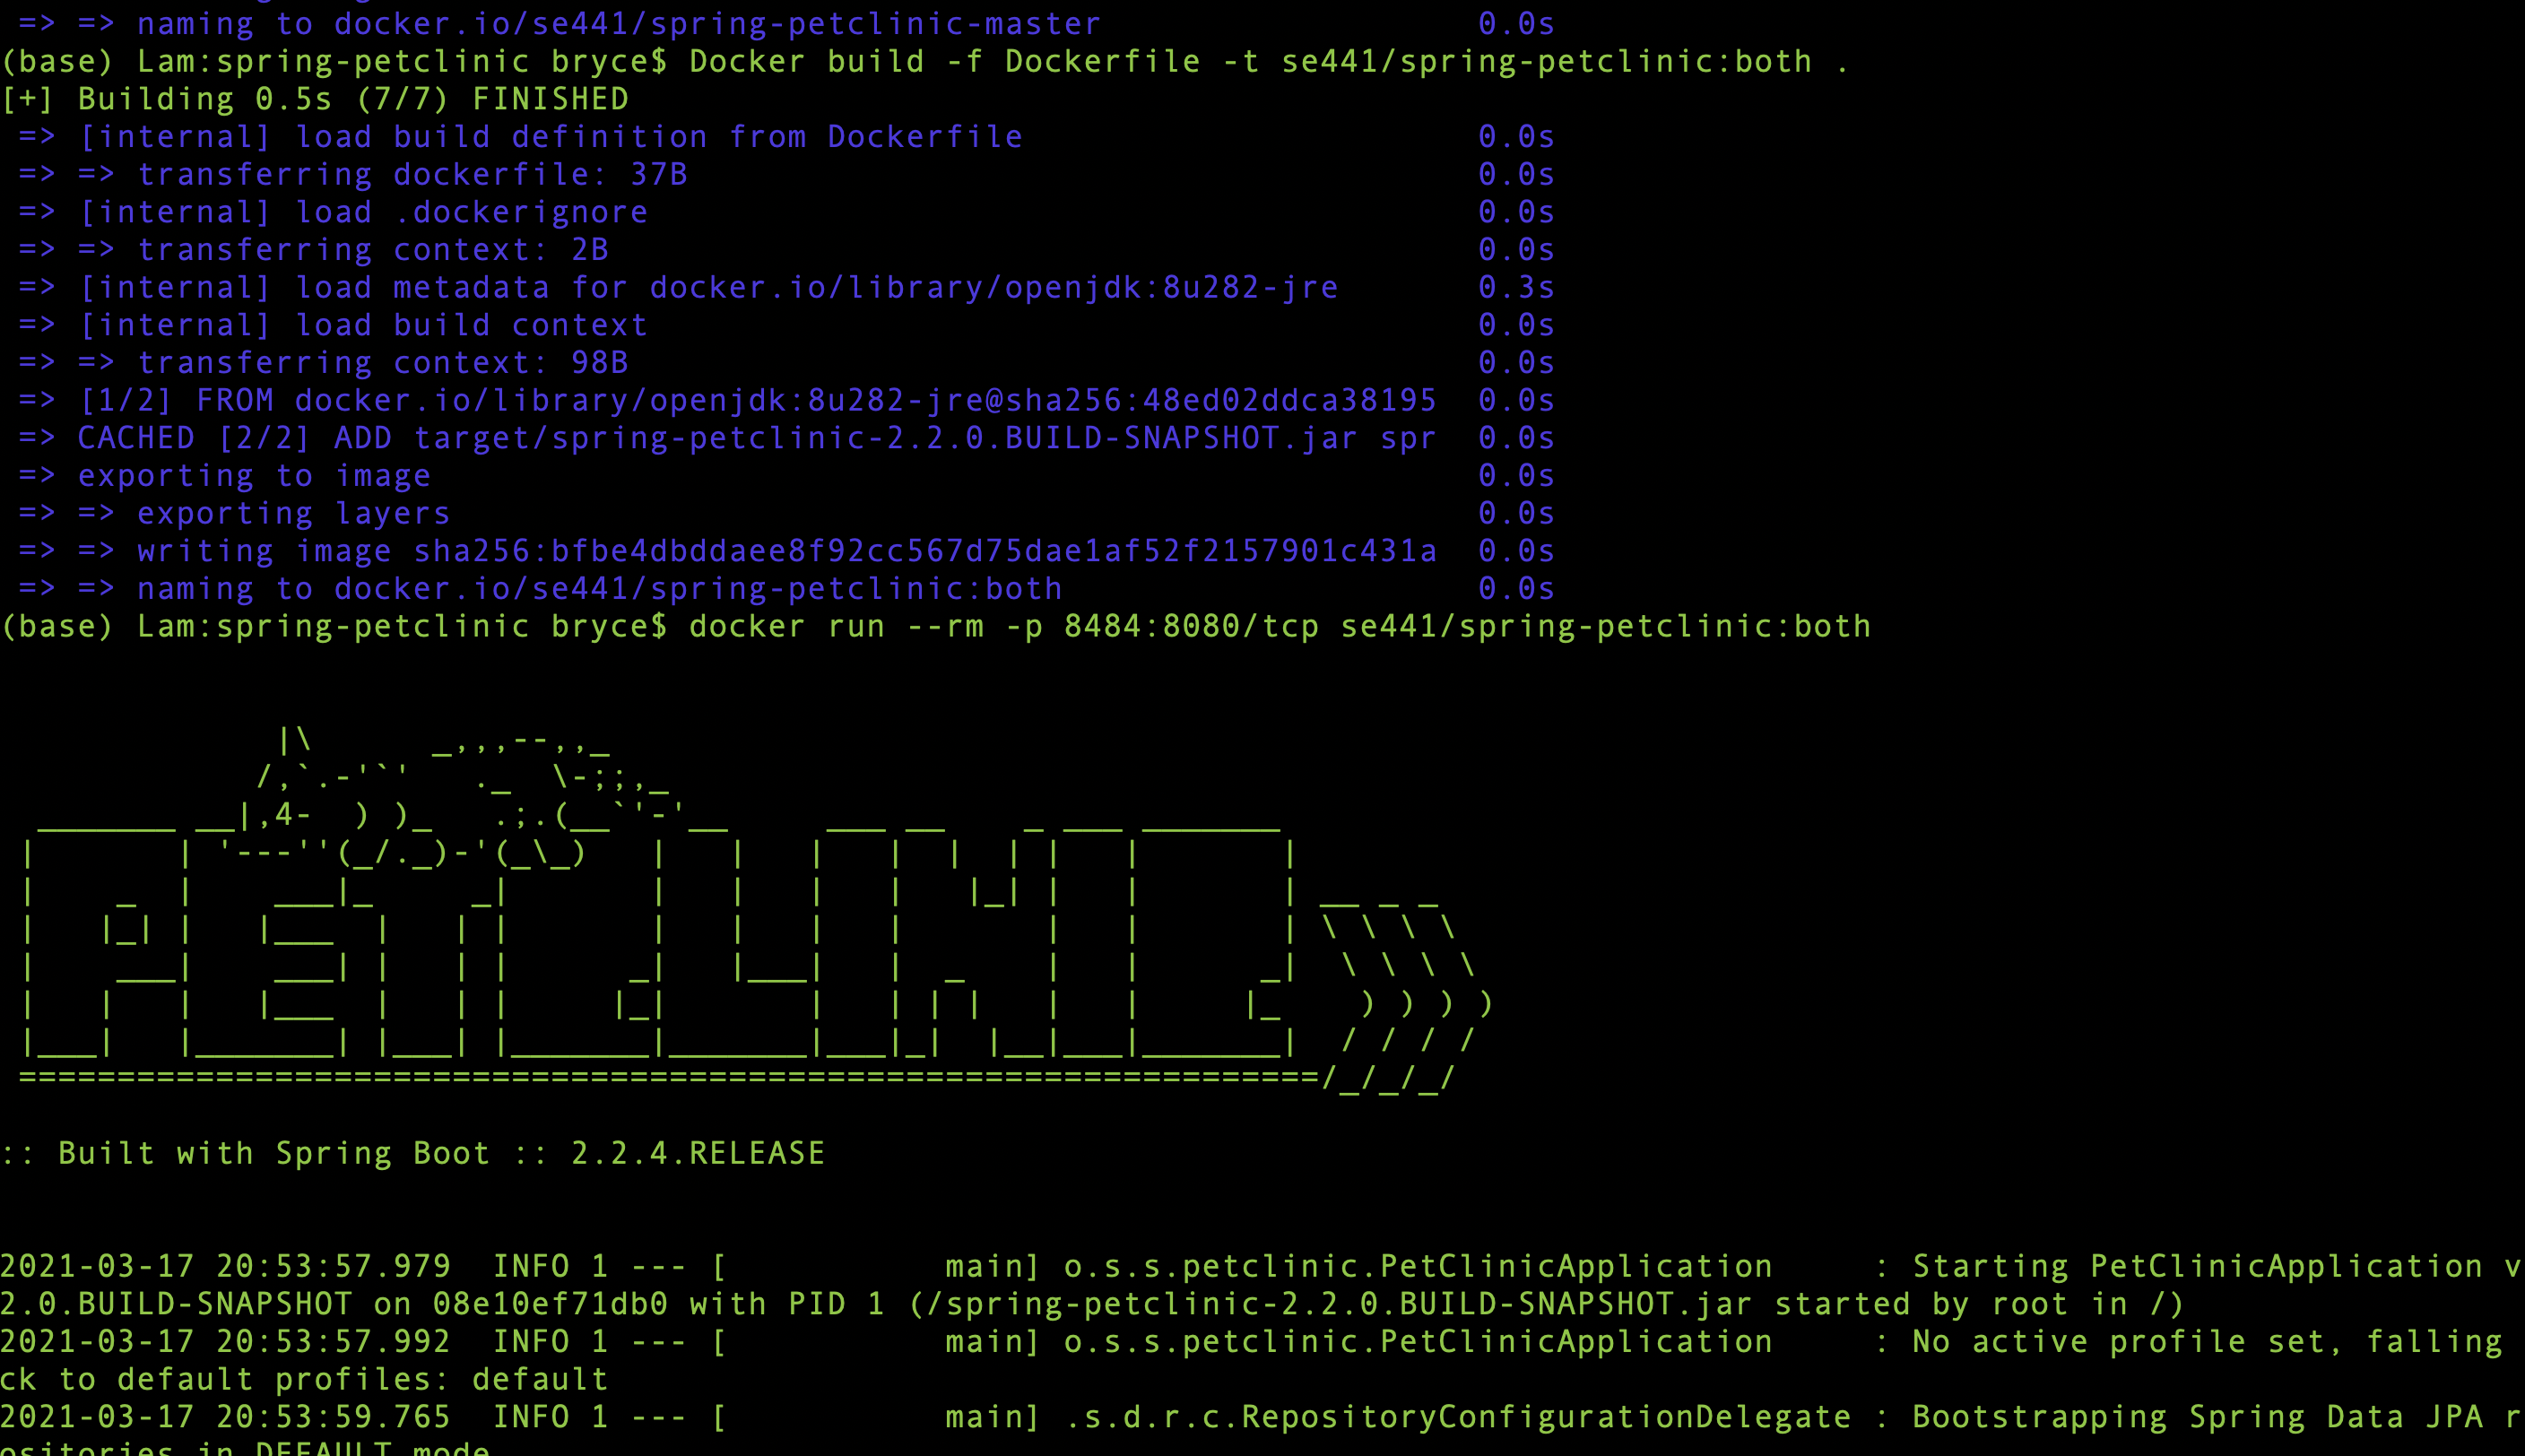 => => naming to docker.io/se441/spring-petclinic-master 0.0s
(base) Lam:spring-petclinic bryce$ Docker build -f Dockerfile -t se441/spring-petclinic:both .
[+] Building 0.5s (7/7) FINISHED
=> [internal] load build definition from Dockerfile 0.0s
=> => transferring dockerfile: 37B 0.0s
=> [internal] load .dockerignore 0.0s
=> => transferring context: 2B 0.0s
=> [internal] load metadata for docker.io/library/openjdk:8u282-jre 0.3s
=> [internal] load build context 0.0s
=> => transferring context: 98B 0.0s
=> [1/2] FROM docker.io/library/openjdk:8u282-jre@sha256:48ed02ddca38195 0.0s
=> CACHED [2/2] ADD target/spring-petclinic-2.2.0.BUILD-SNAPSHOT.jar spr 0.0s
=> exporting to image 0.0s
=> => exporting layers 0.0s
=> => writing image sha256:bfbe4dbddaee8f92cc567d75dae1af52f2157901c431a 0.0s
=> => naming to docker.io/se441/spring-petclinic:both 0.0s
(base) Lam:spring-petclinic bryce$ docker run --rm -p 8484:8080/tcp se441/spring-petclinic:both
PETCLINIC
:: Built with Spring Boot :: 2.2.4.RELEASE
2021-03-17 20:53:57.979  INFO 1 --- [           main] o.s.s.petclinic.PetClinicApplication     : Starting PetClinicApplication v
2.0.BUILD-SNAPSHOT on 08e10ef71db0 with PID 1 (/spring-petclinic-2.2.0.BUILD-SNAPSHOT.jar started by root in /)
2021-03-17 20:53:57.992  INFO 1 --- [           main] o.s.s.petclinic.PetClinicApplication     : No active profile set, falling
ck to default profiles: default
2021-03-17 20:53:59.765  INFO 1 --- [           main] .s.d.r.c.RepositoryConfigurationDelegate : Bootstrapping Spring Data JPA r
ositories in DEFAULT mode